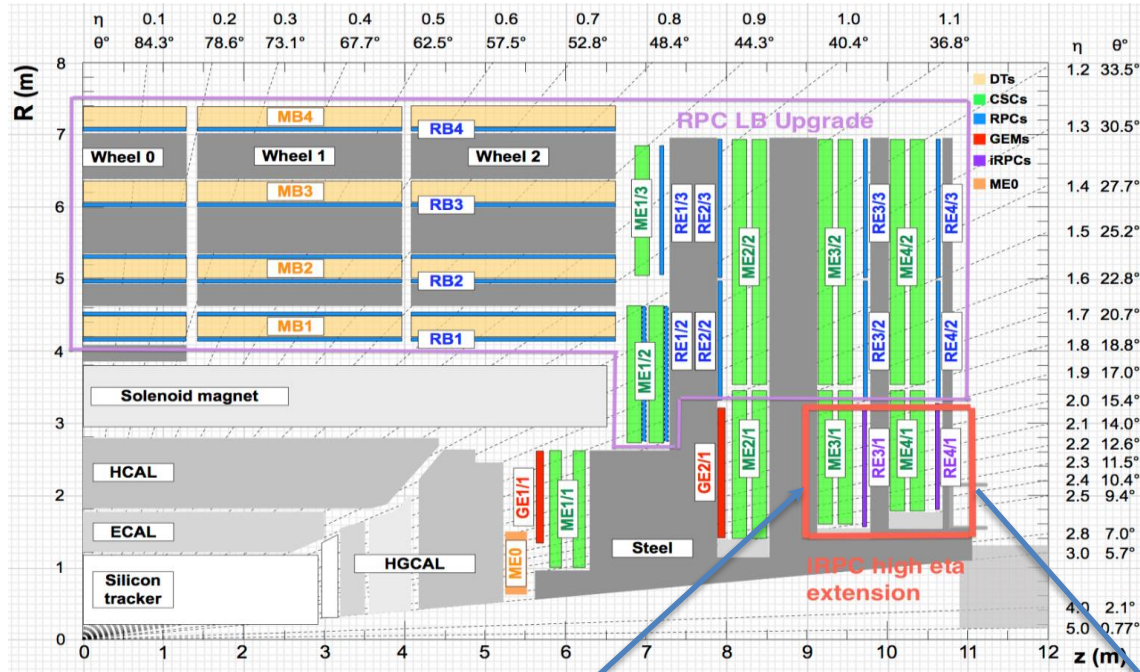 η 0.1 0.2 0.3 0.4 0.5 0.6 0.7 0.8 0.9 1.0 1.1
θ° 84.3° 78.6° 73.1° 67.7° 62.5° 57.5° 52.8° 48.4° 44.3° 40.4° 36.8° η θ°
R (m)
8
7
6
5
4
3
2
1
0
1.2 33.5°
1.3 30.5°
1.4 27.7°
1.5 25.2°
1.6 22.8°
1.7 20.7°
1.8 18.8°
1.9 17.0°
2.0 15.4°
2.1 14.0°
2.2 12.6°
2.3 11.5°
2.4 10.4°
2.5 9.4°
2.8 7.0°
3.0 5.7°
4.0 2.1°
5.0 0.77°
DTs
CSCs
RPCs
GEMs
iRPCs
ME0
RPC LB Upgrade
MB4
RB4
Wheel 0
Wheel 1
Wheel 2
MB3
RB3
MB2
RB2
MB1
RB1
ME1/3
RE1/3
RE2/3
ME2/2
ME3/2
RE3/3
ME4/2
RE4/3
ME1/2
RE1/2
RE2/2
RE3/2
RE4/2
Solenoid magnet
HCAL
ECAL
Silicon
tracker
HGCAL
Steel
GE1/1
ME1/1
ME0
GE2/1
ME2/1
ME3/1
RE3/1
ME4/1
RE4/1
IRPC high eta
extension
0 1 2 3 4 5 6 7 8 9 10 11 12
z (m)